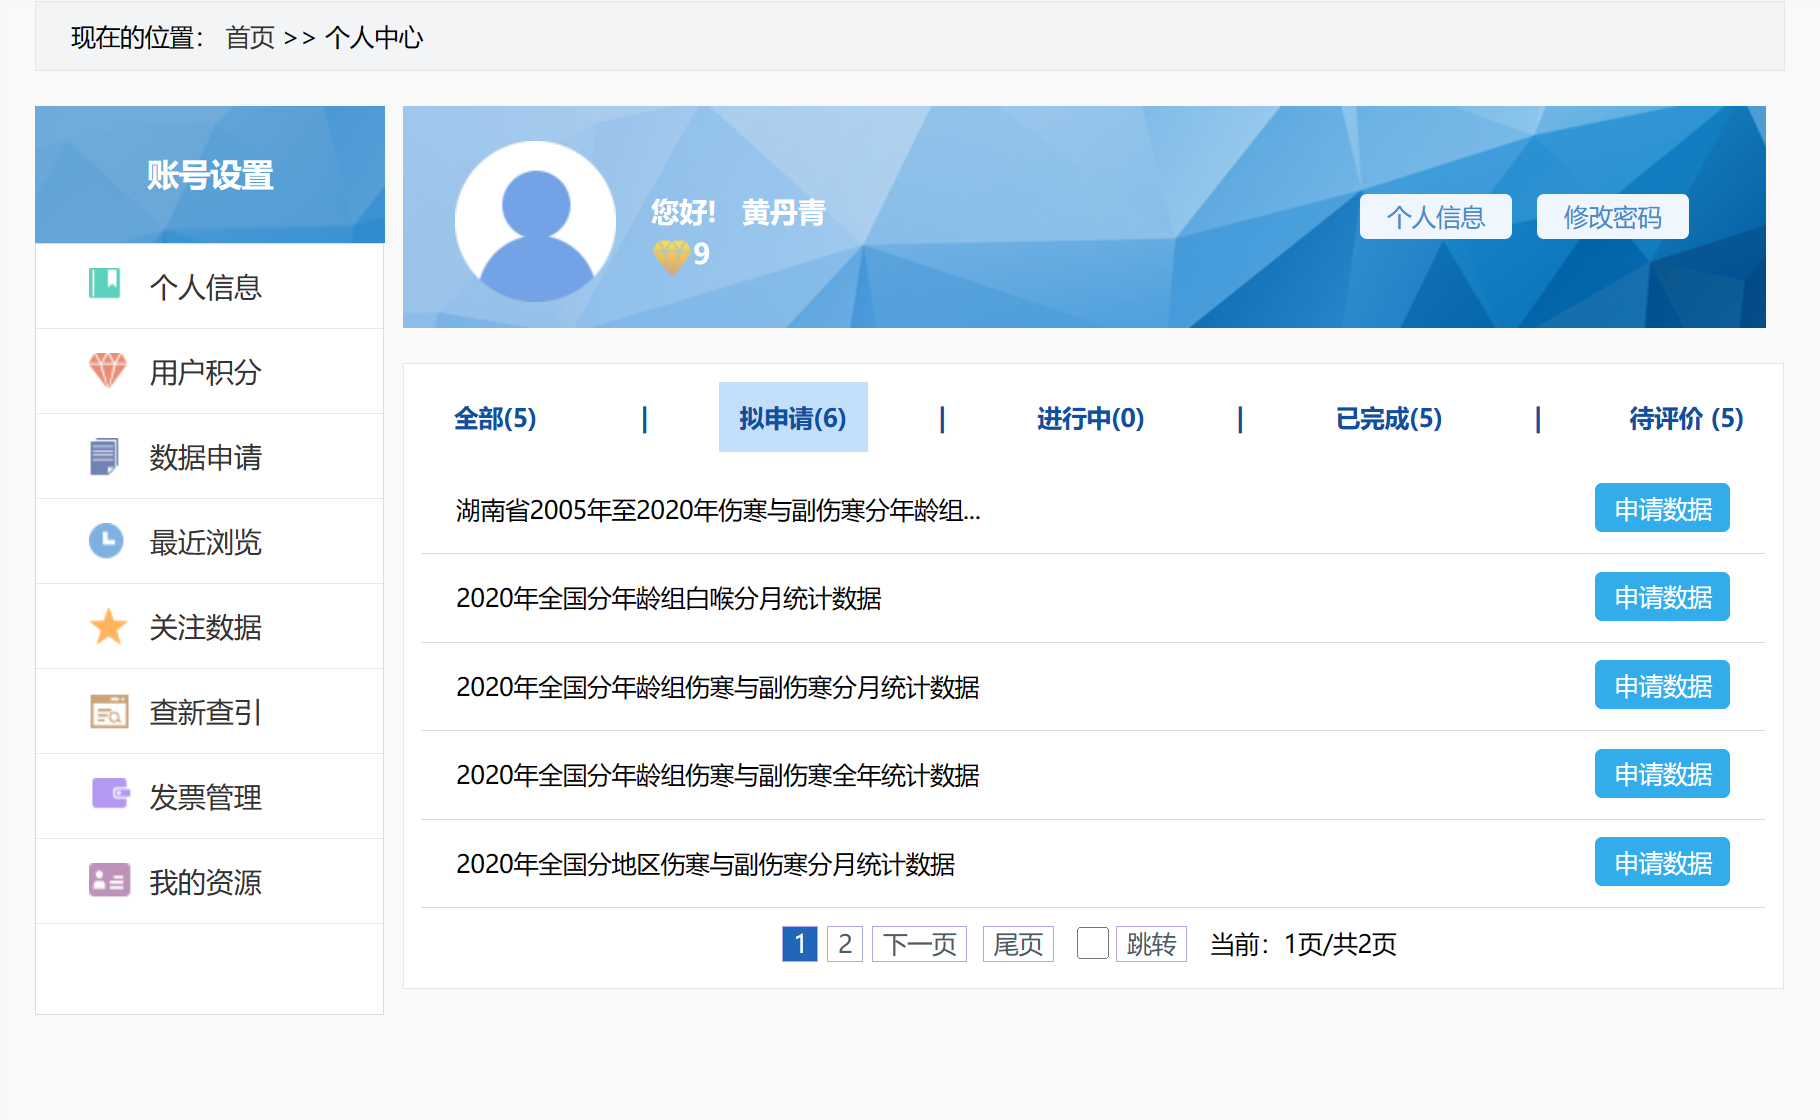 现在的位置： 首页 >> 个人中心
账号设置
个人信息
用户积分
数据申请
最近浏览
关注数据
查新查引
发票管理
我的资源
您好! 黄丹青
9
个人信息 修改密码
全部(5) | 拟申请(6) | 进行中(0) | 已完成(5) | 待评价 (5)
湖南省2005年至2020年伤寒与副伤寒分年龄组... 申请数据
2020年全国分年龄组白喉分月统计数据 申请数据
2020年全国分年龄组伤寒与副伤寒分月统计数据 申请数据
2020年全国分年龄组伤寒与副伤寒全年统计数据 申请数据
2020年全国分地区伤寒与副伤寒分月统计数据 申请数据
1 2 下一页 尾页 跳转 当前：1页/共2页